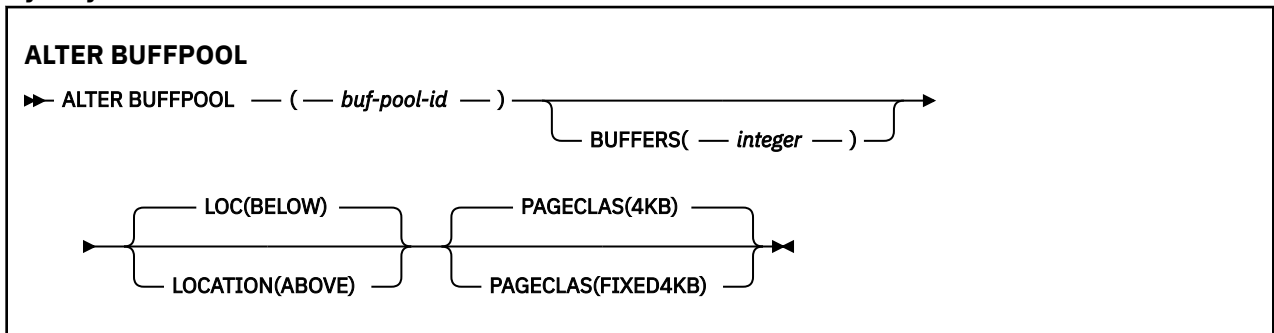 ALTER BUFFPOOL
ALTER BUFFPOOL ( buf-pool-id )
BUFFERS( integer )
LOC(BELOW) PAGECLAS(4KB)
LOCATION(ABOVE) PAGECLAS(FIXED4KB)